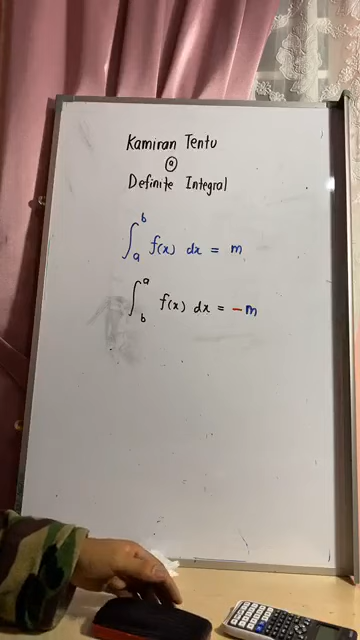 Kamiran Tentu
@
Definite Integral
∫_a^b f(x) dx = m
∫_b^a f(x) dx = -m